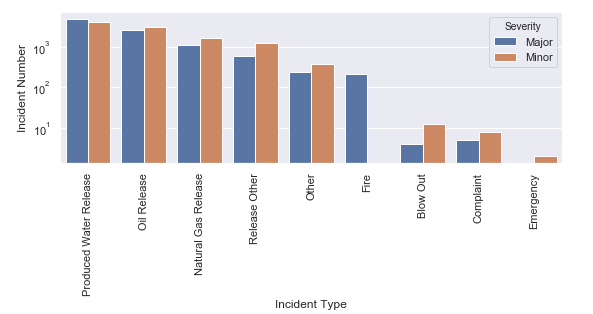 Severity
Major
Minor
Incident Number
10³
10²
10¹
Produced Water Release
Oil Release
Natural Gas Release
Release Other
Other
Fire
Blow Out
Complaint
Emergency
Incident Type